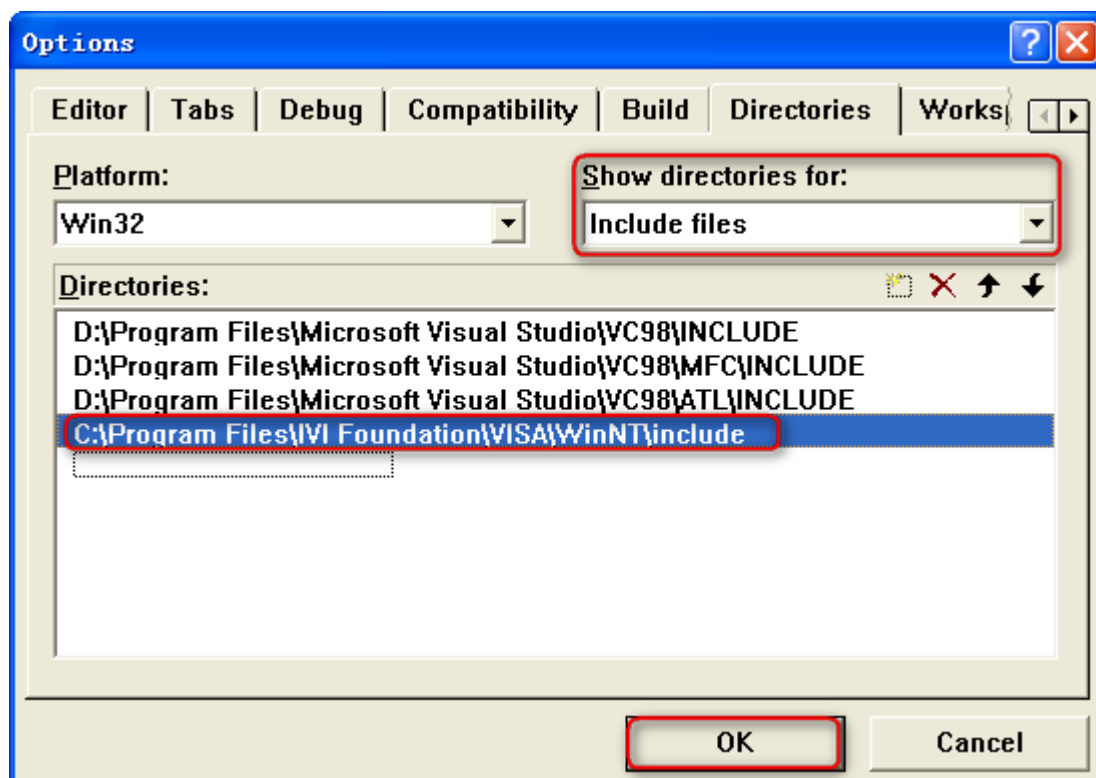 Options
Editor Tabs Debug Compatibility Build Directories
Platform: Show directories for:
Win32 Include files
Directories:
D:\Program Files\Microsoft Visual Studio\VC98\INCLUDE
D:\Program Files\Microsoft Visual Studio\VC98\MFC\INCLUDE
D:\Program Files\Microsoft Visual Studio\VC98\ATL\INCLUDE
C:\Program Files\IVI Foundation\VISA\WinNT\include
OK Cancel